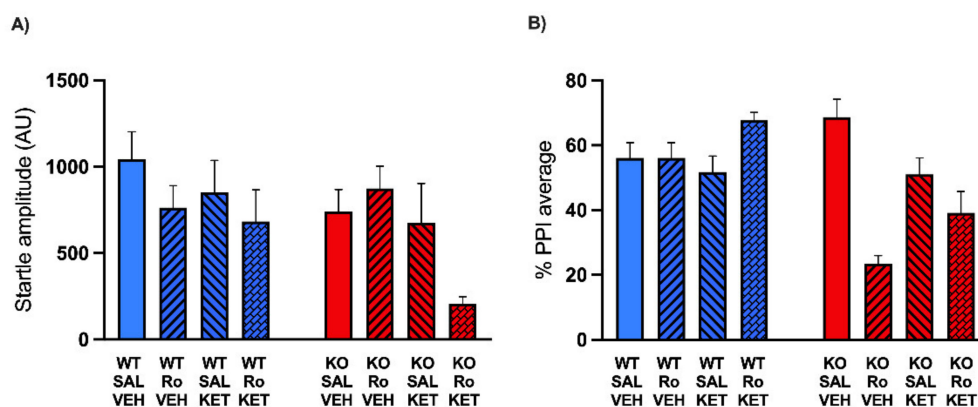 A)
Startle amplitude (AU)
1500
1000
500
0
WT WT WT WT KO KO KO KO
SAL Ro SAL Ro SAL Ro SAL Ro
VEH VEH KET KET VEH VEH KET KET
B)
% PPI average
80
60
40
20
0
WT WT WT WT KO KO KO KO
SAL Ro SAL Ro SAL Ro SAL Ro
VEH VEH KET KET VEH VEH KET KET